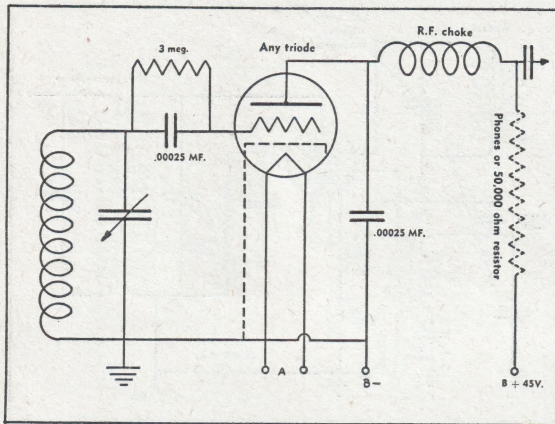 3 meg.
Any triode
R.F. choke
.00025 MF.
.00025 MF.
Phones or 50,000 ohm resistor
A
B-
B + 45V.